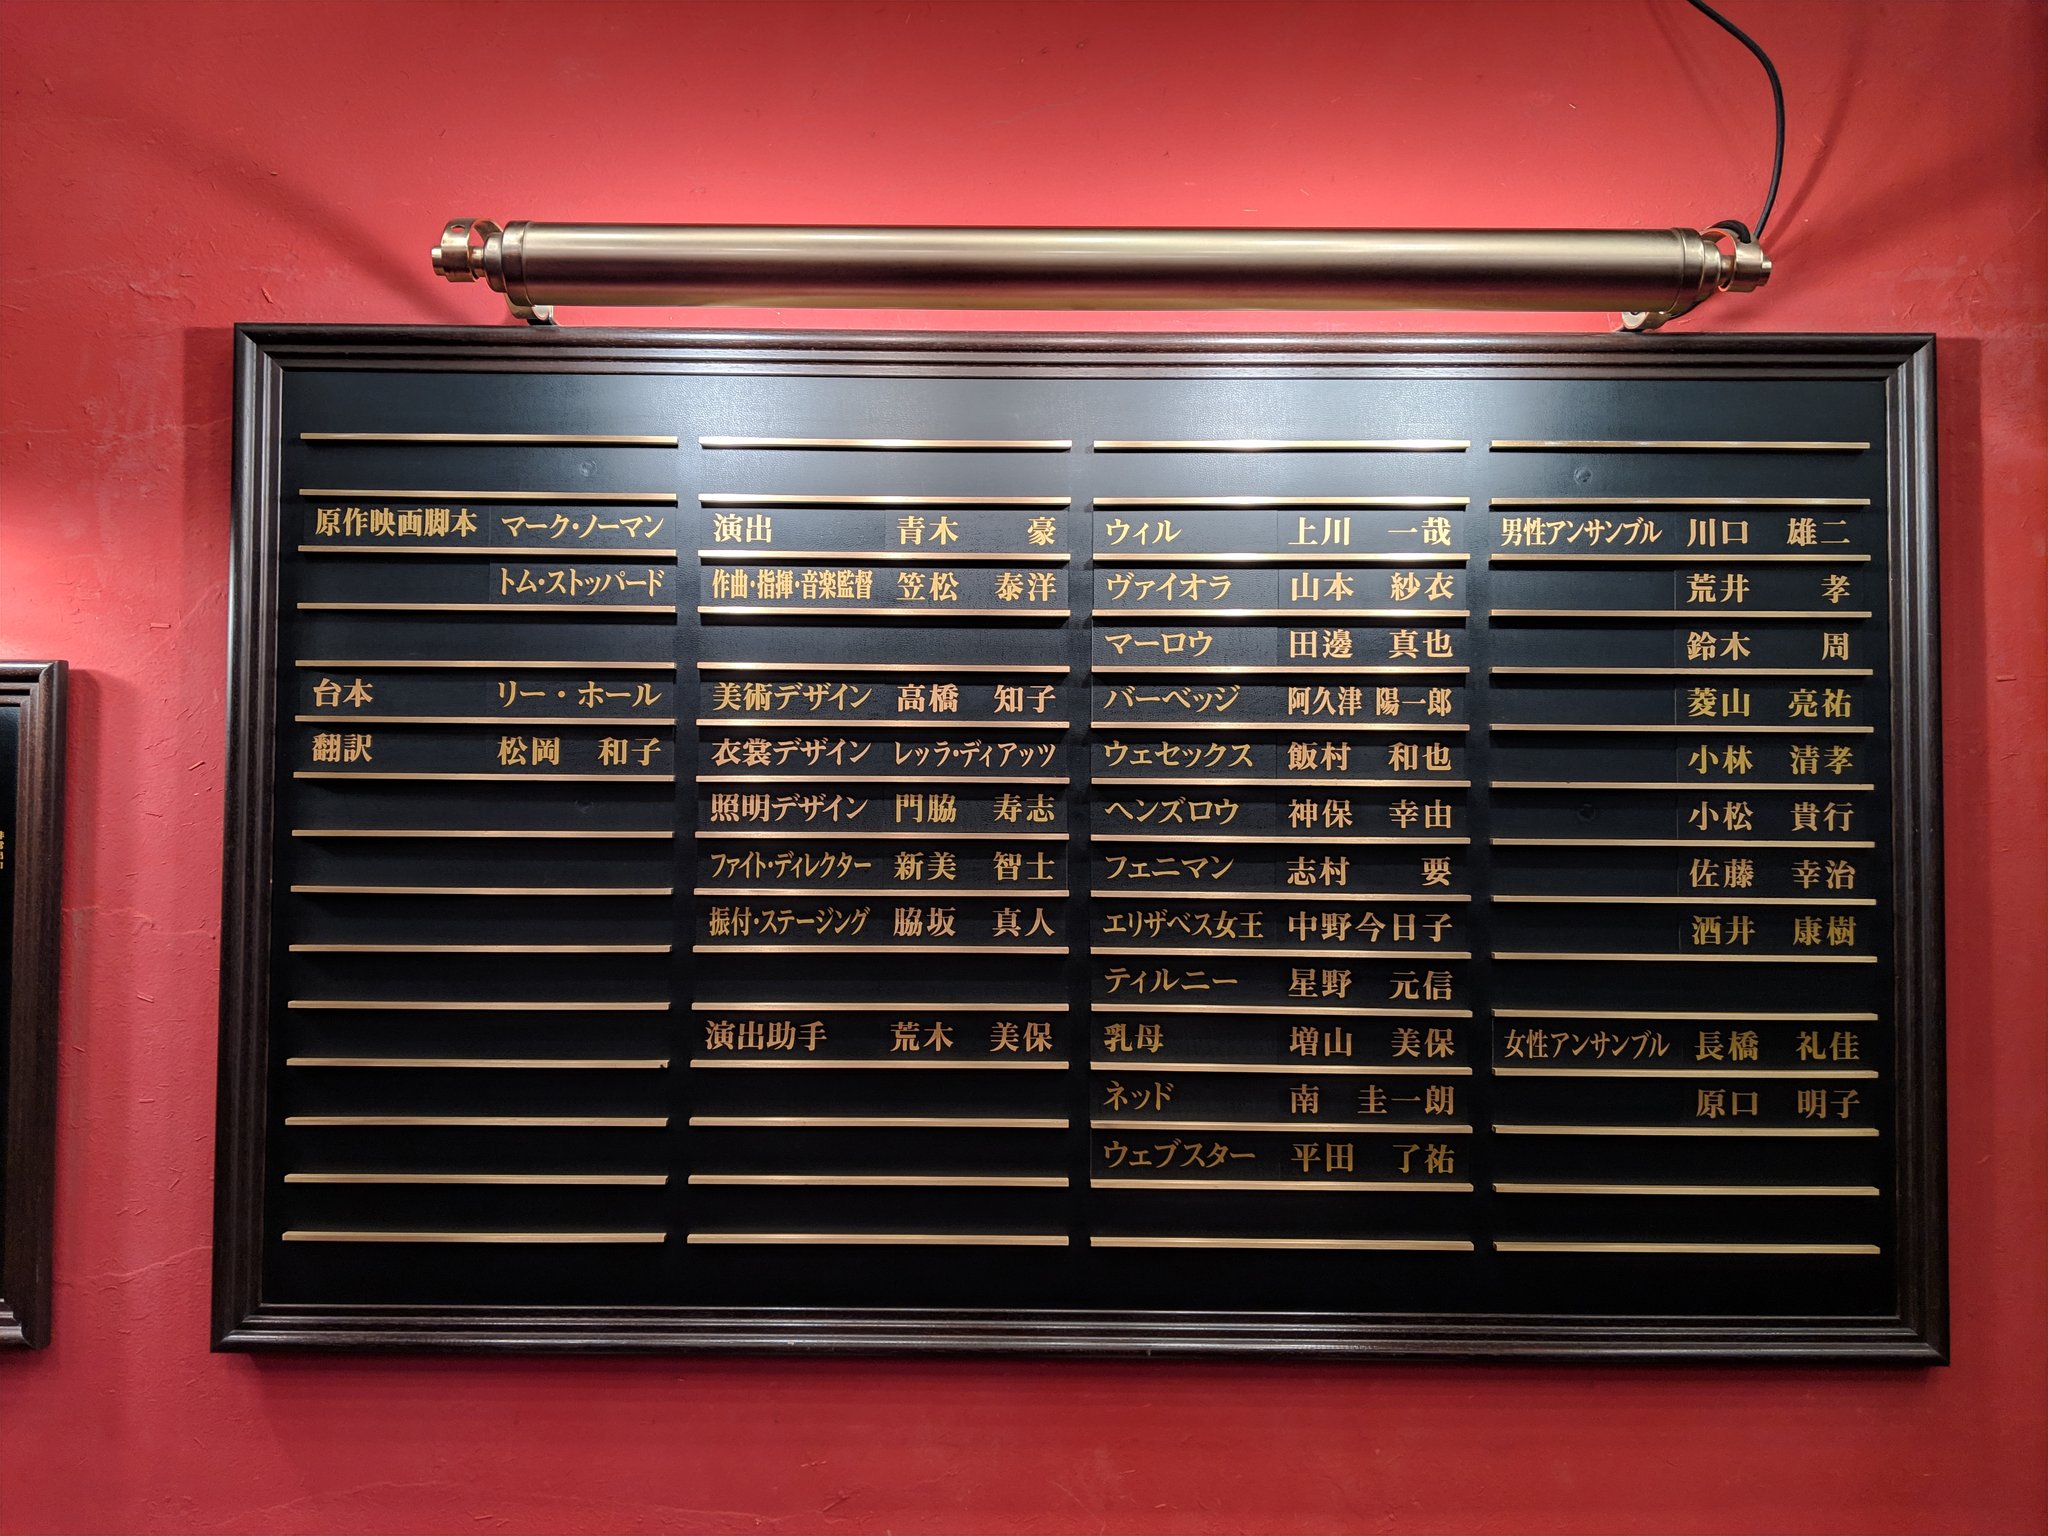 原作映画脚本 マーク・ノーマン
トム・ストッパード
台本 リー・ホール
翻訳 松岡 和子
演出 青木 豪
作曲・指揮・音楽監督 笠松 泰洋
美術デザイン 高橋 知子
衣裳デザイン レッラ・ディアッツ
照明デザイン 門脇 寿志
ファイト・ディレクター 新美 智士
振付・ステージング 脇坂 真人
演出助手 荒木 美保
ウィル 上川 一哉
ヴァイオラ 山本 紗衣
マーロウ 田邊 真也
バーベッジ 阿久津 陽一郎
ウェセックス 飯村 和也
ヘンズロウ 神保 幸由
フェニマン 志村 要
エリザベス女王 中野今日子
ティルニー 星野 元信
乳母 増山 美保
ネッド 南 圭一朗
ウェブスター 平田 了祐
男性アンサンブル 川口 雄二
荒井 孝
鈴木 周
菱山 亮祐
小林 清孝
小松 貴行
佐藤 幸治
酒井 康樹
女性アンサンブル 長橋 礼佳
原口 明子